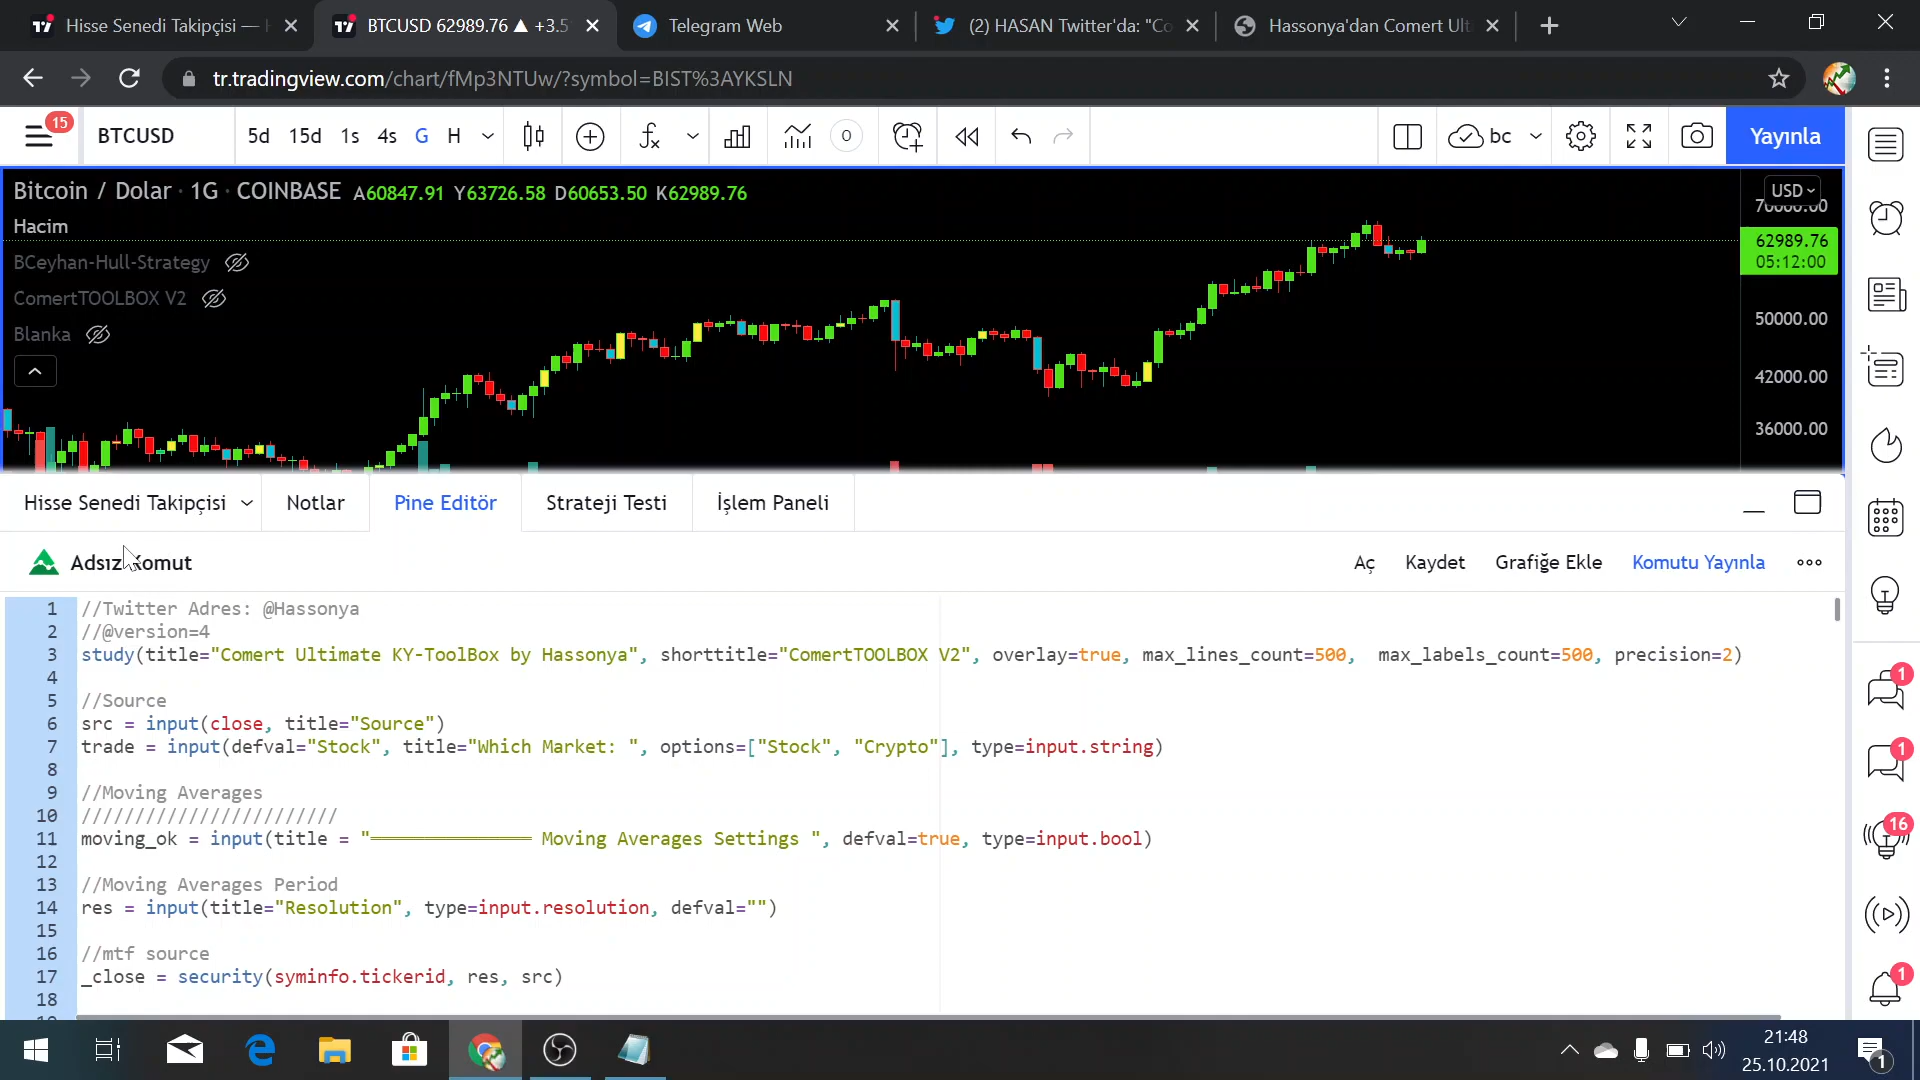 Hisse Senedi Takipçisi —
BTCUSD 62989.76 ▲ +3.5
Telegram Web
(2) HASAN Twitter'da: "Co
Hassonya'dan Comert Ult
tr.tradingview.com/chart/fMp3NTUw/?symbol=BIST%3AYKSLN
15
BTCUSD
5d 15d 1s 4s G H
0
bc
Yayınla
Bitcoin / Dolar · 1G · COINBASE A60847.91 Y63726.58 D60653.50 K62989.76
USD
70000.00
Hacim
62989.76
05:12:00
BCeyhan-Hull-Strategy
ComertTOOLBOX V2
50000.00
Blanka
42000.00
36000.00
Hisse Senedi Takipçisi Notlar Pine Editör Strateji Testi İşlem Paneli
Adsız Komut Aç Kaydet Grafiğe Ekle Komutu Yayınla
1 //Twitter Adres: @Hassonya
2 //@version=4
3 study(title="Comert Ultimate KY-ToolBox by Hassonya", shorttitle="ComertTOOLBOX V2", overlay=true, max_lines_count=500,  max_labels_count=500, precision=2)
4
5 //Source
6 src = input(close, title="Source")
7 trade = input(defval="Stock", title="Which Market: ", options=["Stock", "Crypto"], type=input.string)
8
9 //Moving Averages
10 ////////////////////////
11 moving_ok = input(title = "═══════════════ Moving Averages Settings ", defval=true, type=input.bool)
12
13 //Moving Averages Period
14 res = input(title="Resolution", type=input.resolution, defval="")
15
16 //mtf source
17 _close = security(syminfo.tickerid, res, src)
18
1
1
16
1
21:48
25.10.2021
1